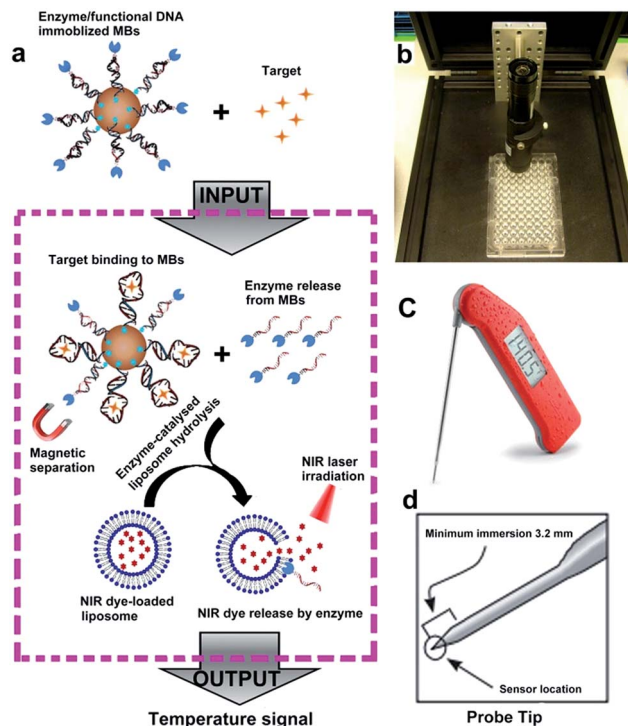 Enzyme/functional DNA
immoblized MBs
a
Target
+
INPUT
Target binding to MBs
Enzyme release
from MBs
+
Magnetic
separation
Enzyme-catalysed
liposome hydrolysis
NIR laser
irradiation
NIR dye-loaded
liposome
NIR dye release by enzyme
OUTPUT
Temperature signal
b
c
140.5
d
Minimum immersion 3.2 mm
Sensor location
Probe Tip